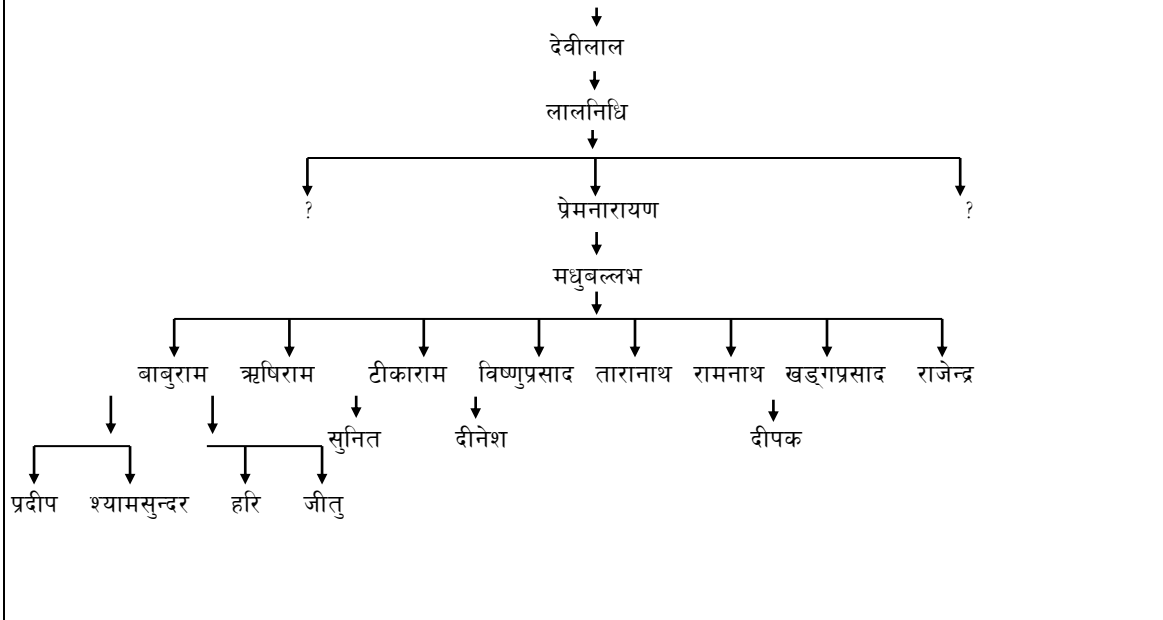 देवीलाल
लालनिधि
? प्रेमनारायण ?
मधुबल्लभ
बाबुराम ऋषिराम टीकाराम विष्णुप्रसाद तारानाथ रामनाथ खड्गप्रसाद राजेन्द्र
सुनित दीनेश दीपक
प्रदीप श्यामसुन्दर हरि जीतु